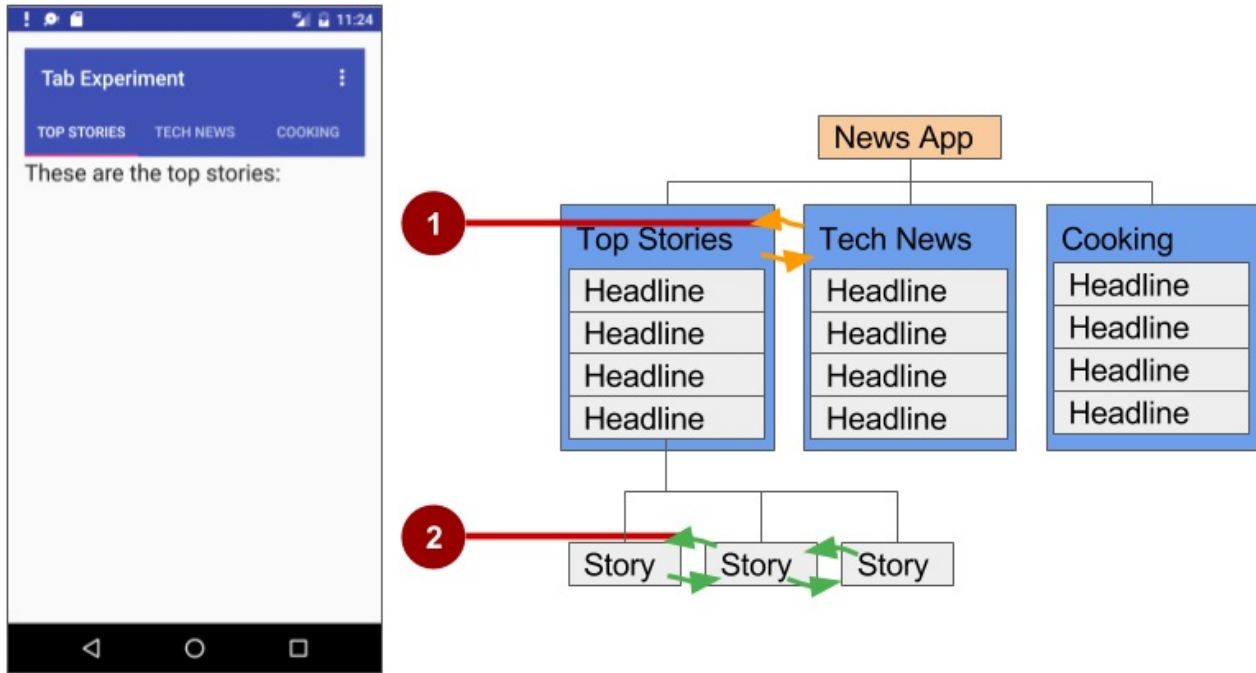 11:24
Tab Experiment
TOP STORIES TECH NEWS COOKING
These are the top stories:
News App
1
Top Stories
Headline
Headline
Headline
Headline
Tech News
Headline
Headline
Headline
Headline
Cooking
Headline
Headline
Headline
Headline
2
Story
Story
Story